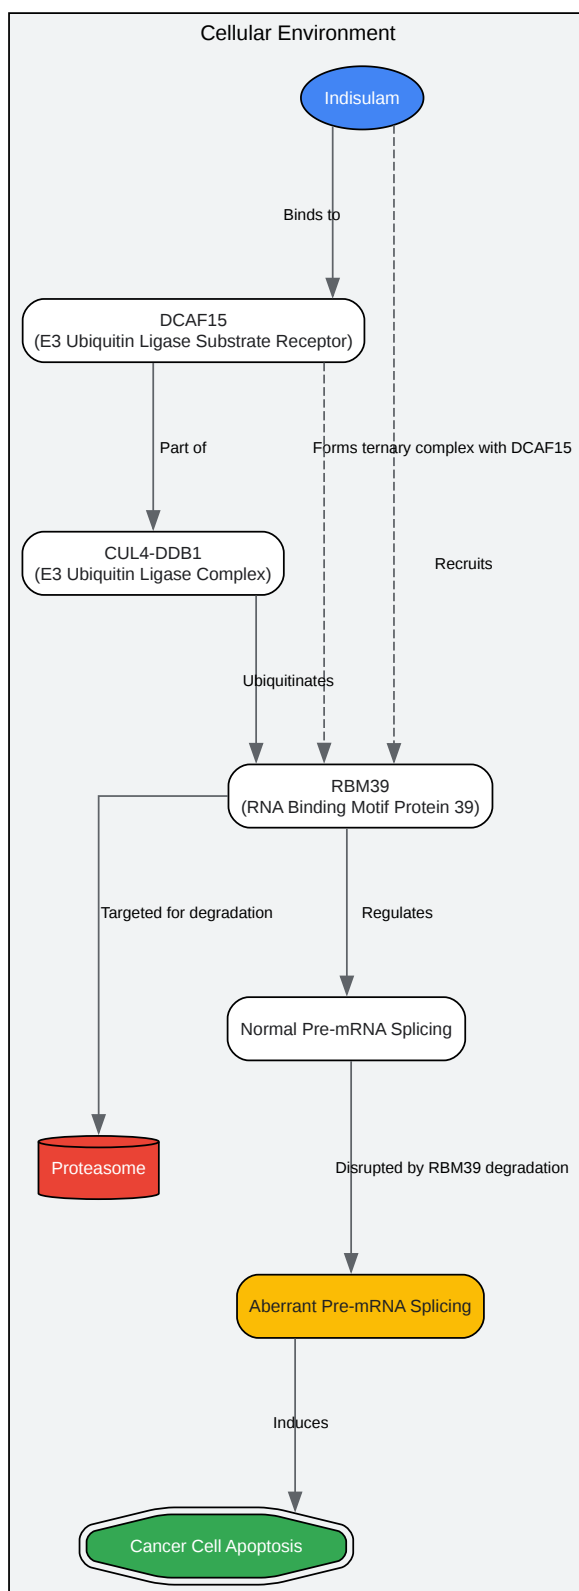 Cellular Environment
Indisulam
Binds to
DCAF15
(E3 Ubiquitin Ligase Substrate Receptor)
Part of
Forms ternary complex with DCAF15
CUL4-DDB1
(E3 Ubiquitin Ligase Complex)
Recruits
Ubiquitinates
RBM39
(RNA Binding Motif Protein 39)
Targeted for degradation
Regulates
Normal Pre-mRNA Splicing
Proteasome
Disrupted by RBM39 degradation
Aberrant Pre-mRNA Splicing
Induces
Cancer Cell Apoptosis